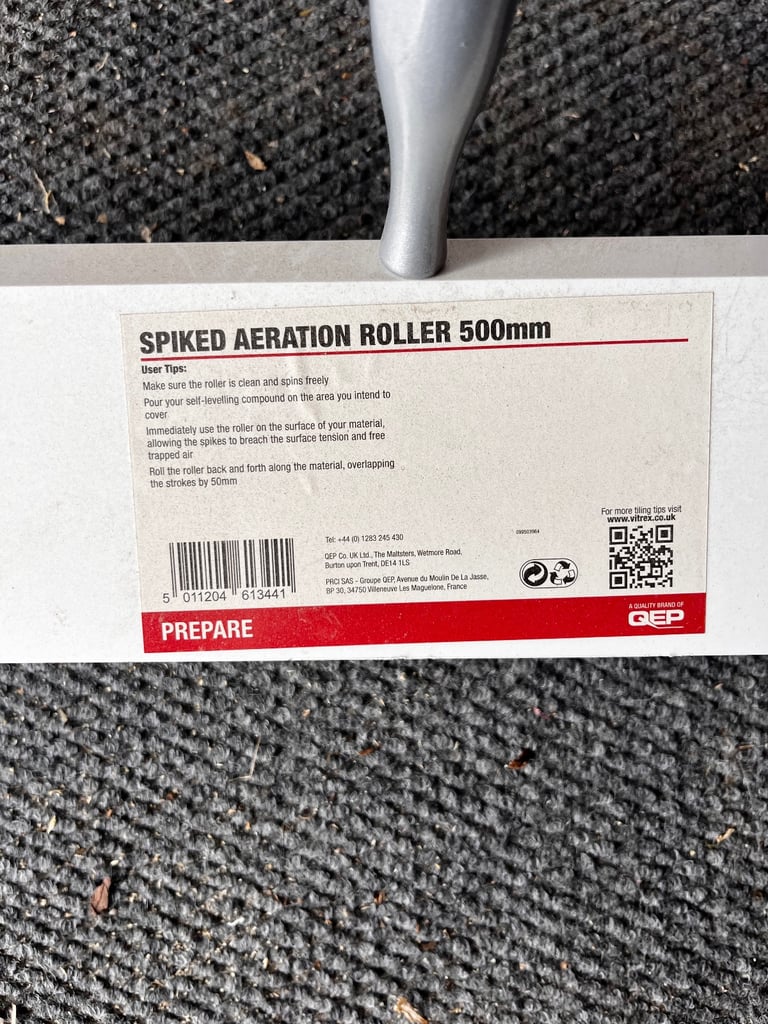 SPIKED AERATION ROLLER 500mm
User Tips:
Make sure the roller is clean and spins freely
Pour your self-levelling compound on the area you intend to
cover
Immediately use the roller on the surface of your material,
allowing the spikes to breach the surface tension and free
trapped air
Roll the roller back and forth along the material, overlapping
the strokes by 50mm
For more tiling tips visit
www.vitrex.co.uk
Tel: +44 (0) 1283 245 430
QEP Co. UK Ltd., The Maltsters, Wetmore Road,
Burton upon Trent, DE14 1LS
PRCI SAS - Groupe QEP, Avenue du Moulin De La Jasse,
BP 30, 34750 Villeneuve Les Maguelone, France
5 011204 613441
PREPARE
A QUALITY BRAND OF
QEP